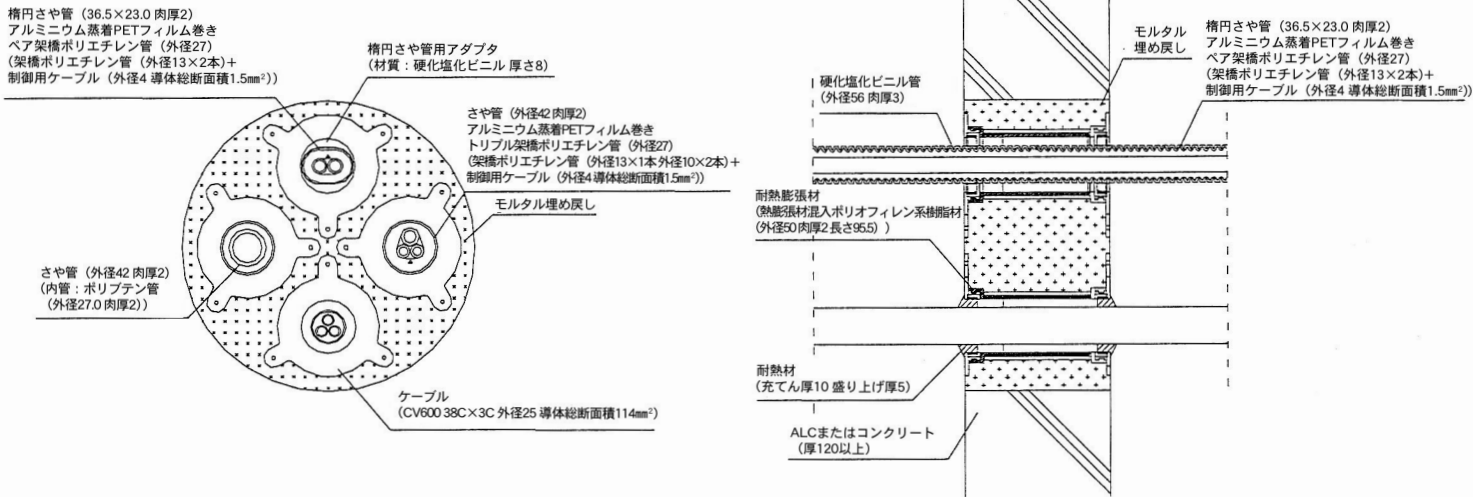 楕円さや管（36.5×23.0 肉厚2）
アルミニウム蒸着PETフィルム巻き
ペア架橋ポリエチレン管（外径27）
（架橋ポリエチレン管（外径13×2本）＋
制御用ケーブル（外径4 導体総断面積1.5mm²））
楕円さや管用アダプタ
（材質：硬化塩化ビニル 厚さ8）
さや管（外径42 肉厚2）
アルミニウム蒸着PETフィルム巻き
トリプル架橋ポリエチレン管（外径27）
（架橋ポリエチレン管（外径13×1本 外径10×2本）＋
制御用ケーブル（外径4 導体総断面積1.5mm²））
モルタル埋め戻し
さや管（外径42 肉厚2）
（内管：ポリブテン管
（外径27.0 肉厚2））
ケーブル
（CV600 38C×3C 外径25 導体総断面積114mm²）
硬化塩化ビニル管
（外径56 肉厚3）
モルタル
埋め戻し
楕円さや管（36.5×23.0 肉厚2）
アルミニウム蒸着PETフィルム巻き
ペア架橋ポリエチレン管（外径27）
（架橋ポリエチレン管（外径13×2本）＋
制御用ケーブル（外径4 導体総断面積1.5mm²））
耐熱膨張材
（熱膨張材混入ポリオフィレン系樹脂材
（外径50 肉厚2 長さ95.5））
耐熱材
（充てん厚10 盛り上げ厚5）
ALCまたはコンクリート
（厚120以上）